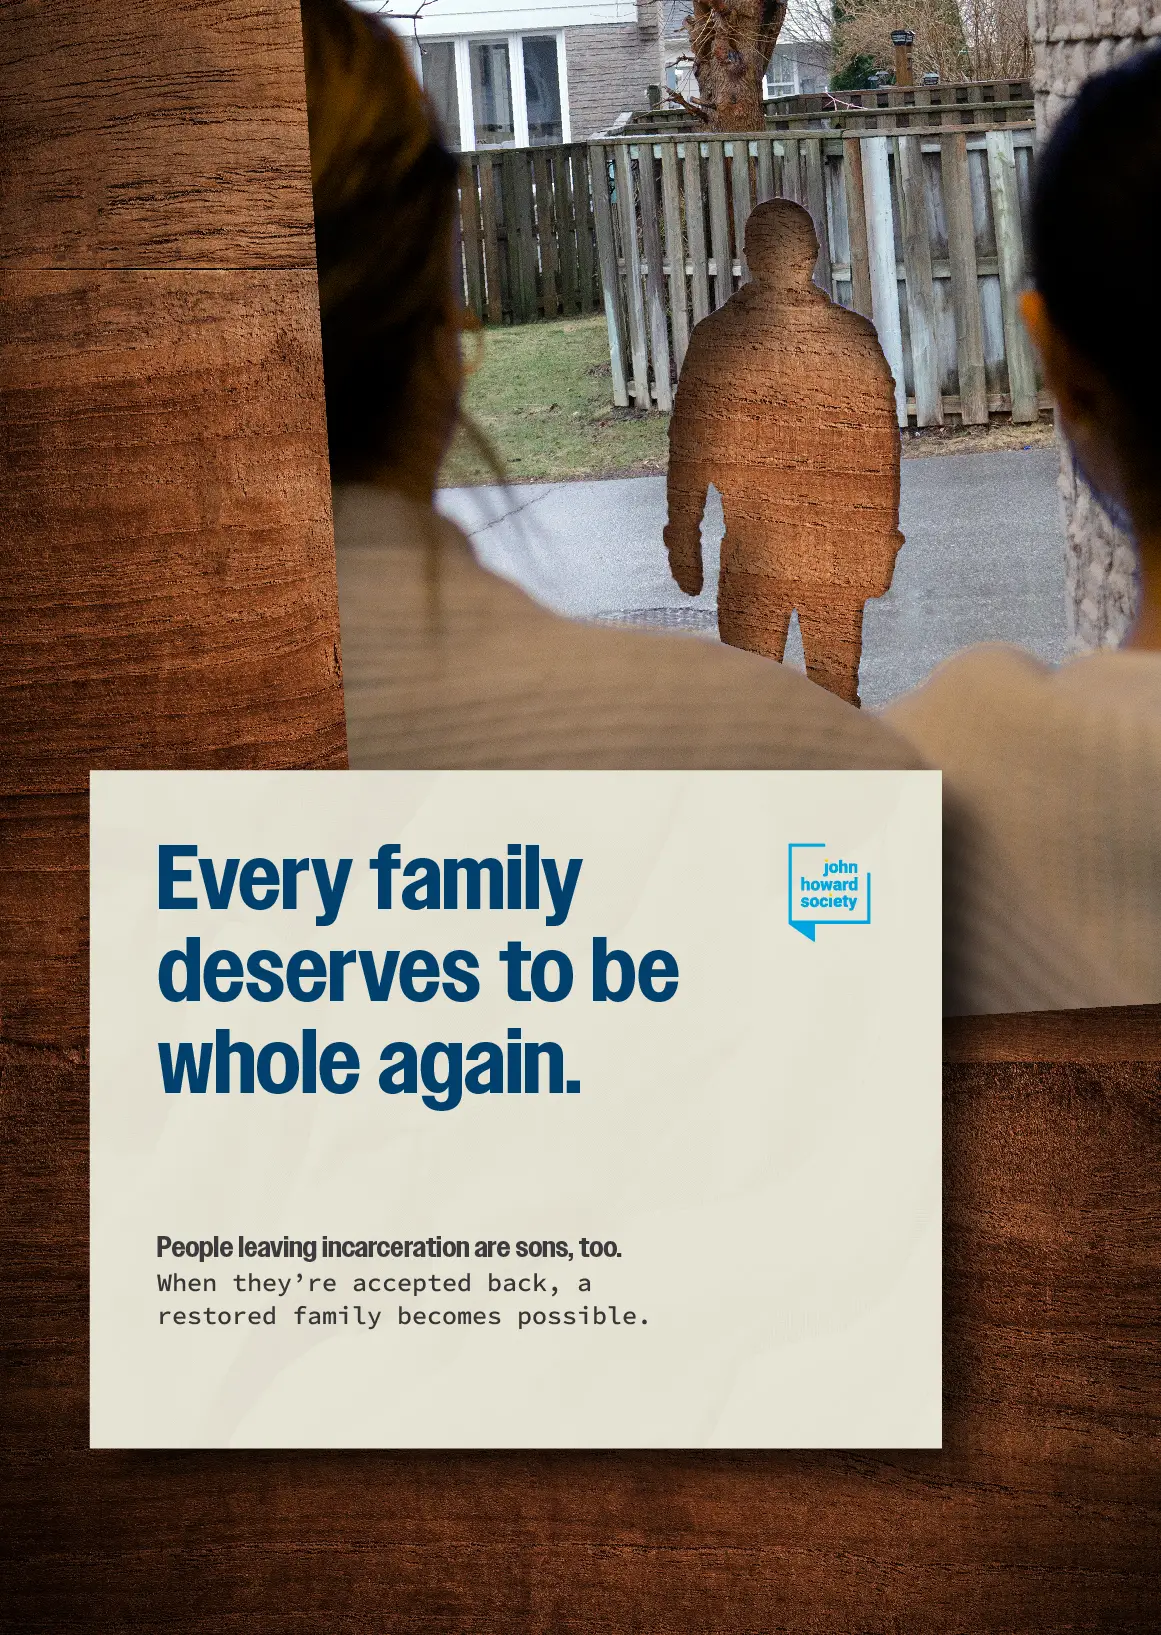 Every family
deserves to be
whole again.
john
howard
society
People leaving incarceration are sons, too.
When they’re accepted back, a
restored family becomes possible.